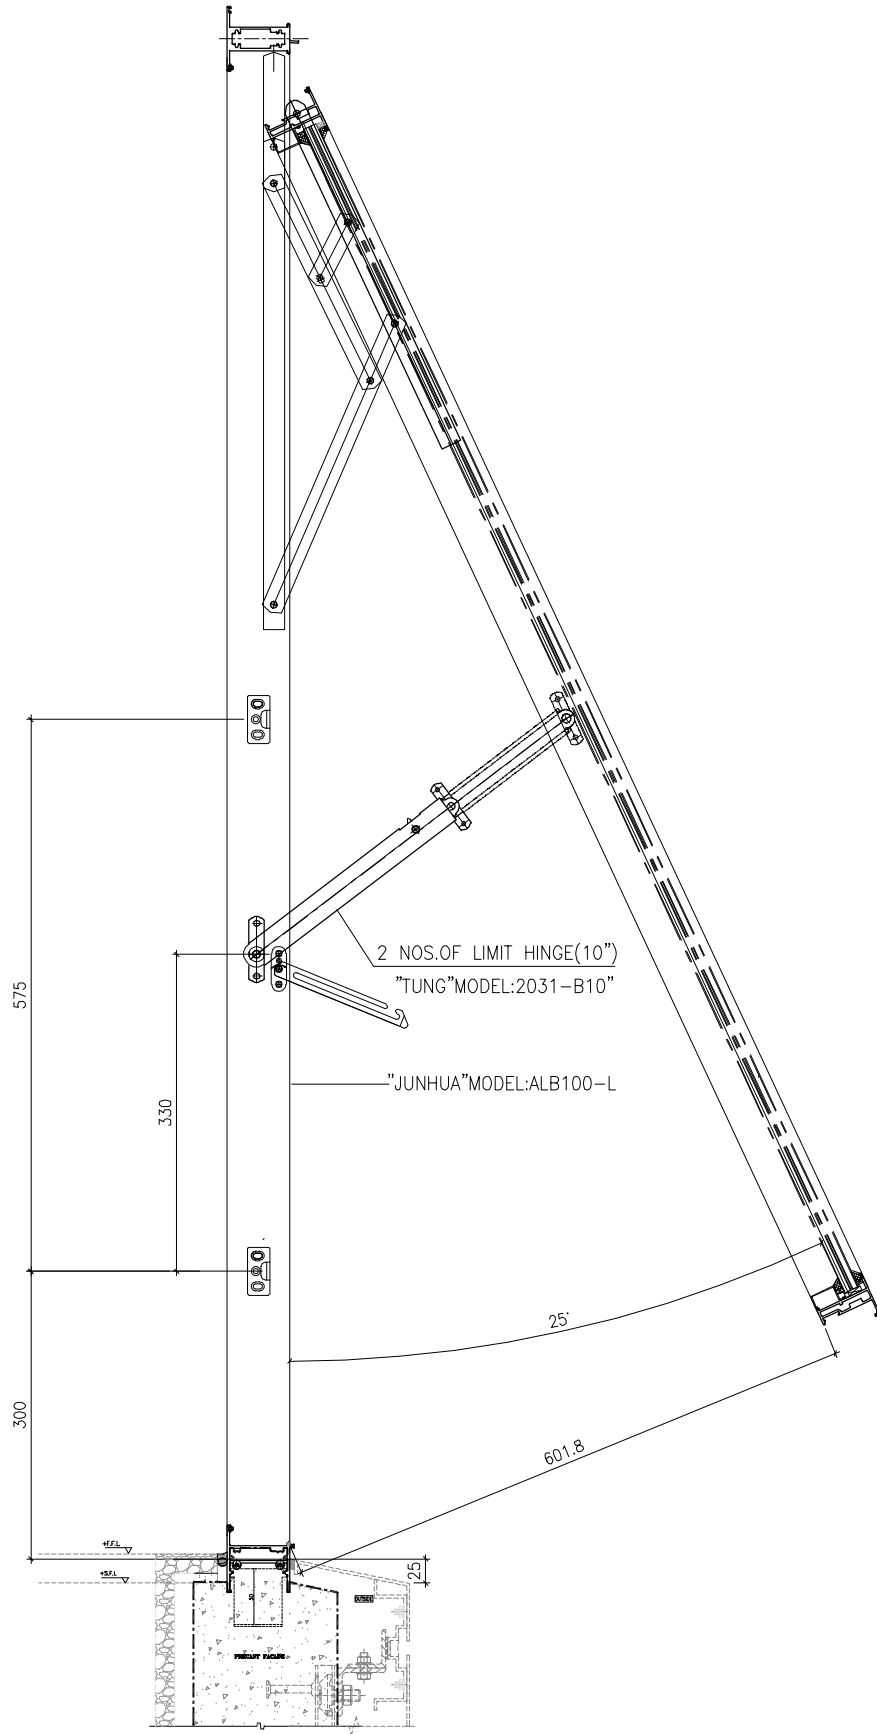 2 NOS.OF LIMIT HINGE(10")
"TUNG"MODEL:2031-B10"
575
"JUNHUA"MODEL:ALB100-L
330
25°
300
601.8
+F.F.L
25
+S.F.L
50
OUTSIDE
PRECAST FACADE